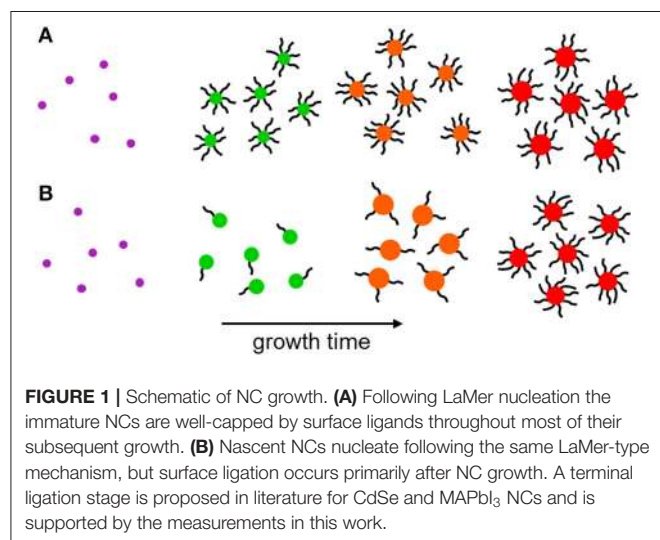 A
B
growth time
FIGURE 1 | Schematic of NC growth. (A) Following LaMer nucleation the
immature NCs are well-capped by surface ligands throughout most of their
subsequent growth. (B) Nascent NCs nucleate following the same LaMer-type
mechanism, but surface ligation occurs primarily after NC growth. A terminal
ligation stage is proposed in literature for CdSe and MAPbI₃ NCs and is
supported by the measurements in this work.